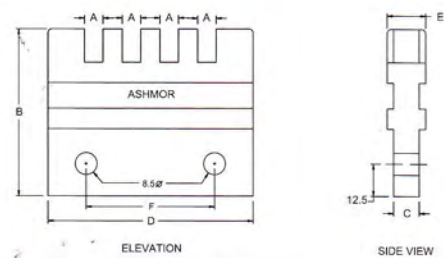 A A A A
E
B
ASHMOR
8.5ø
F
D
12.5
C
ELEVATION
SIDE VIEW